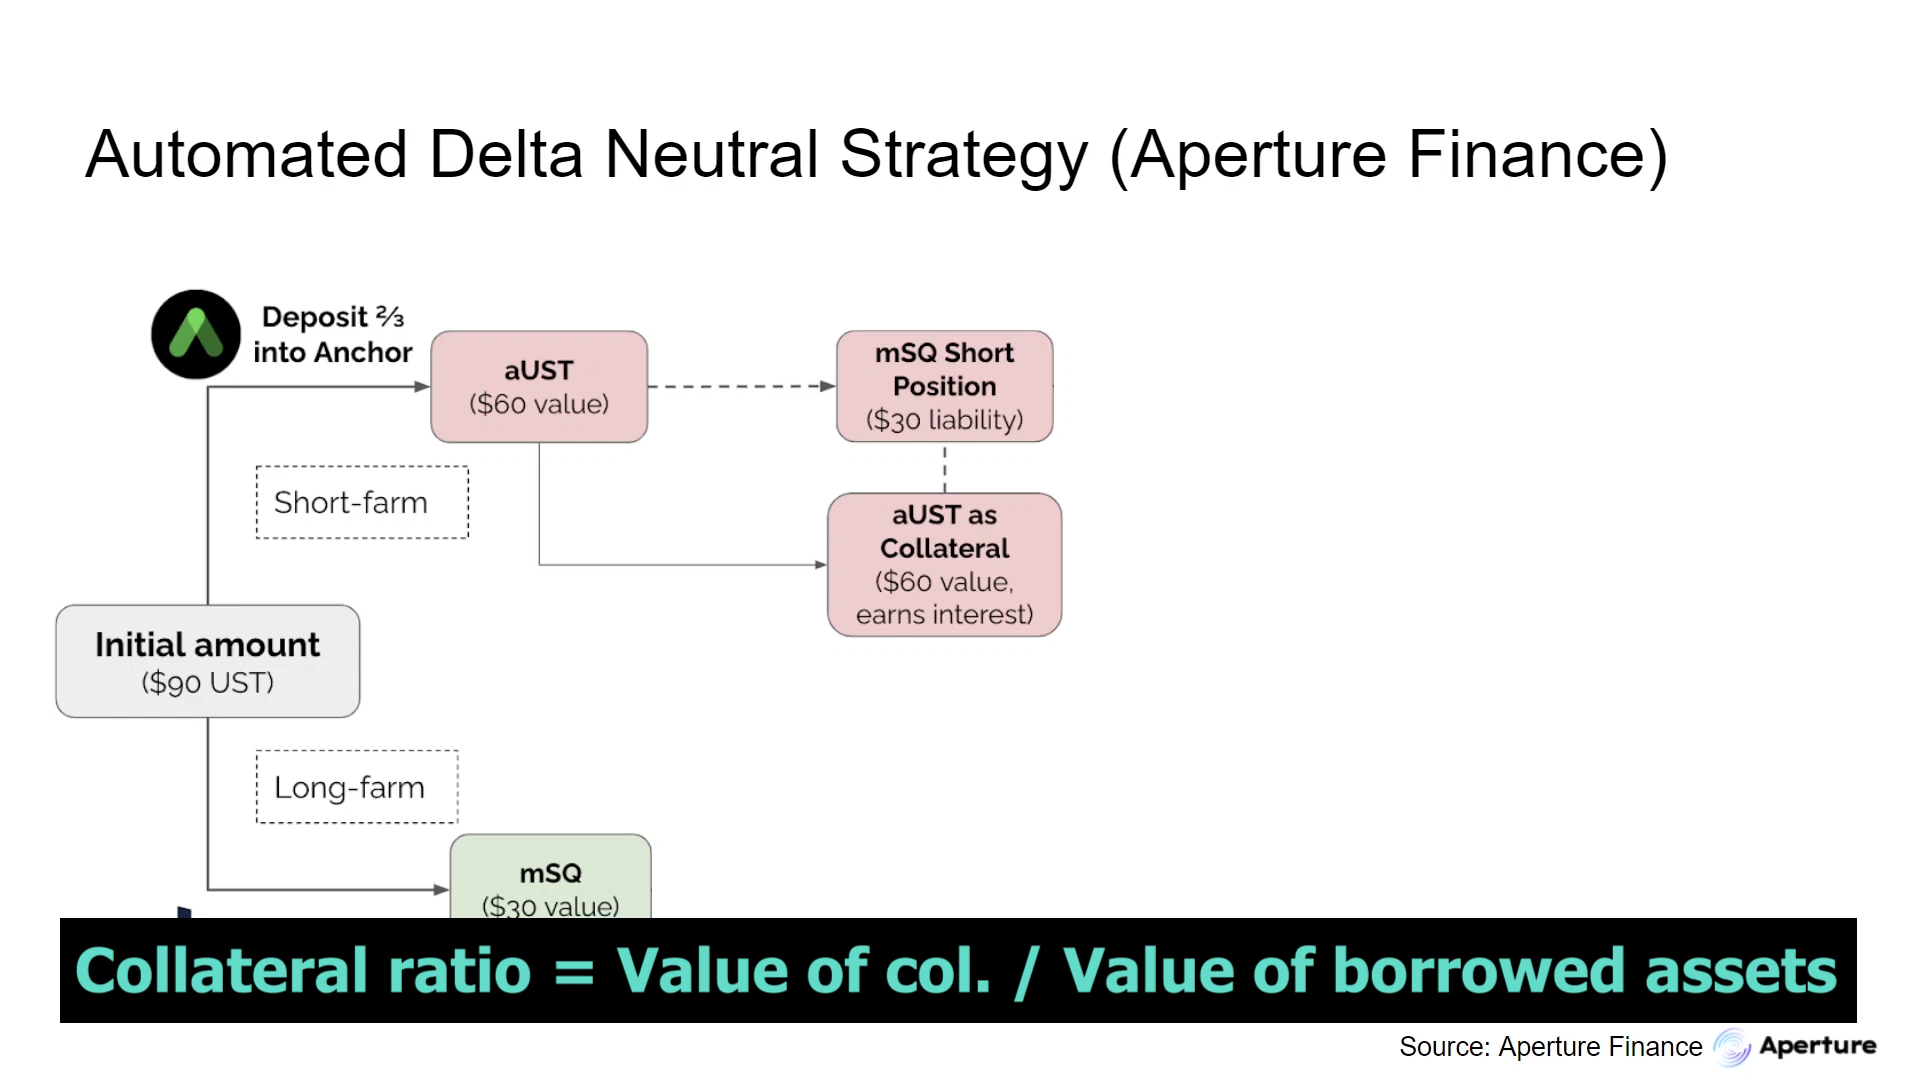 Automated Delta Neutral Strategy (Aperture Finance)
Deposit ⅔
into Anchor
aUST
($60 value)
mSQ Short
Position
($30 liability)
Short-farm
aUST as
Collateral
($60 value,
earns interest)
Initial amount
($90 UST)
Long-farm
mSQ
($30 value)
Collateral ratio = Value of col. / Value of borrowed assets
Source: Aperture Finance Aperture